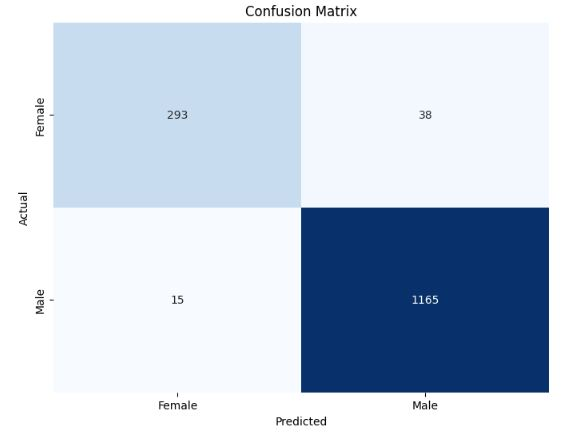 Confusion Matrix
Female
293
38
Actual
Male
15
1165
Female
Male
Predicted